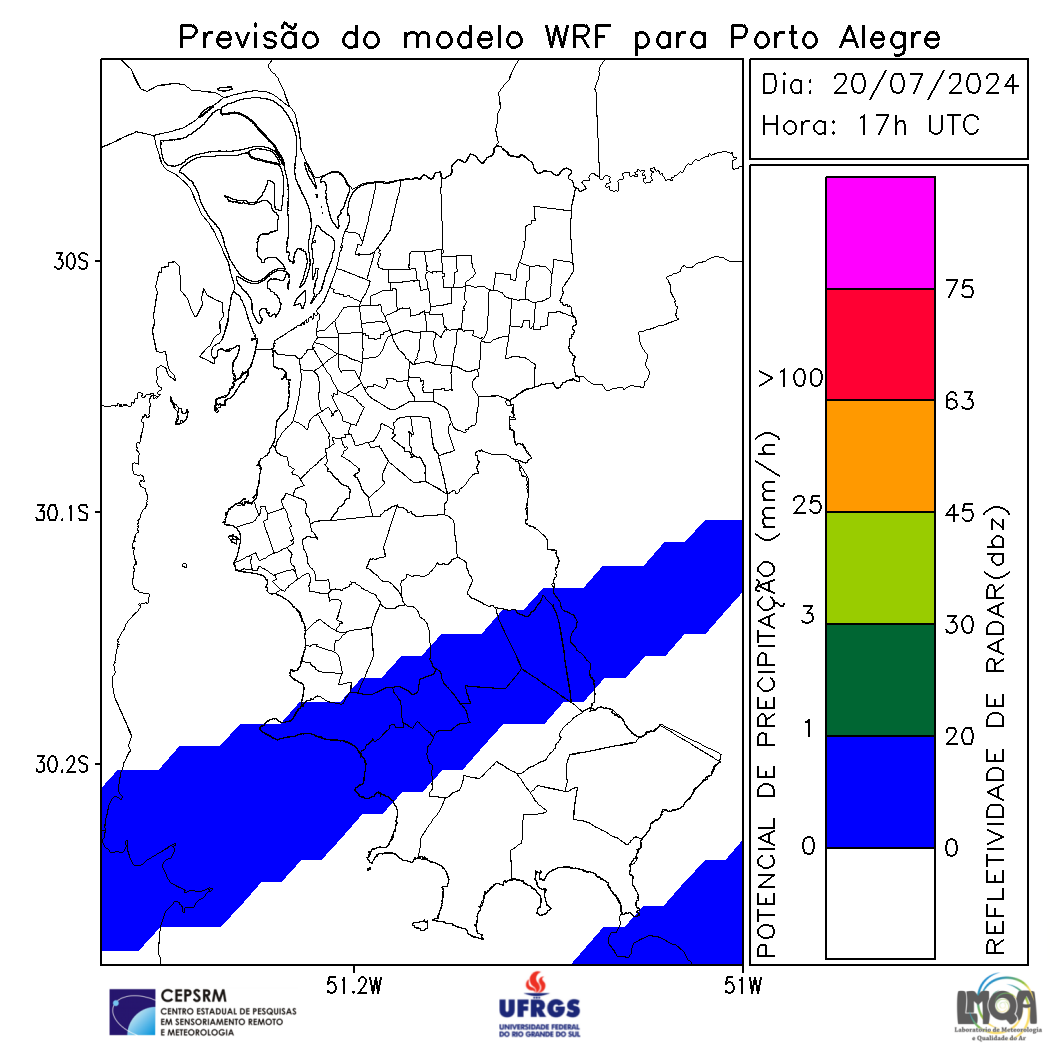 Previsão do modelo WRF para Porto Alegre
Dia: 20/07/2024
Hora: 17h UTC
30S
30.1S
30.2S
51.2W
51W
POTENCIAL DE PRECIPITAÇÃO (mm/h)
>100
25
3
1
0
75
63
45
30
20
0
REFLETIVIDADE DE RADAR(dbz)
CEPSRM
CENTRO ESTADUAL DE PESQUISAS
EM SENSORIAMENTO REMOTO
E METEOROLOGIA
UFRGS
UNIVERSIDADE FEDERAL
DO RIO GRANDE DO SUL
LMQA
Laboratório de Meteorologia
e Qualidade do Ar